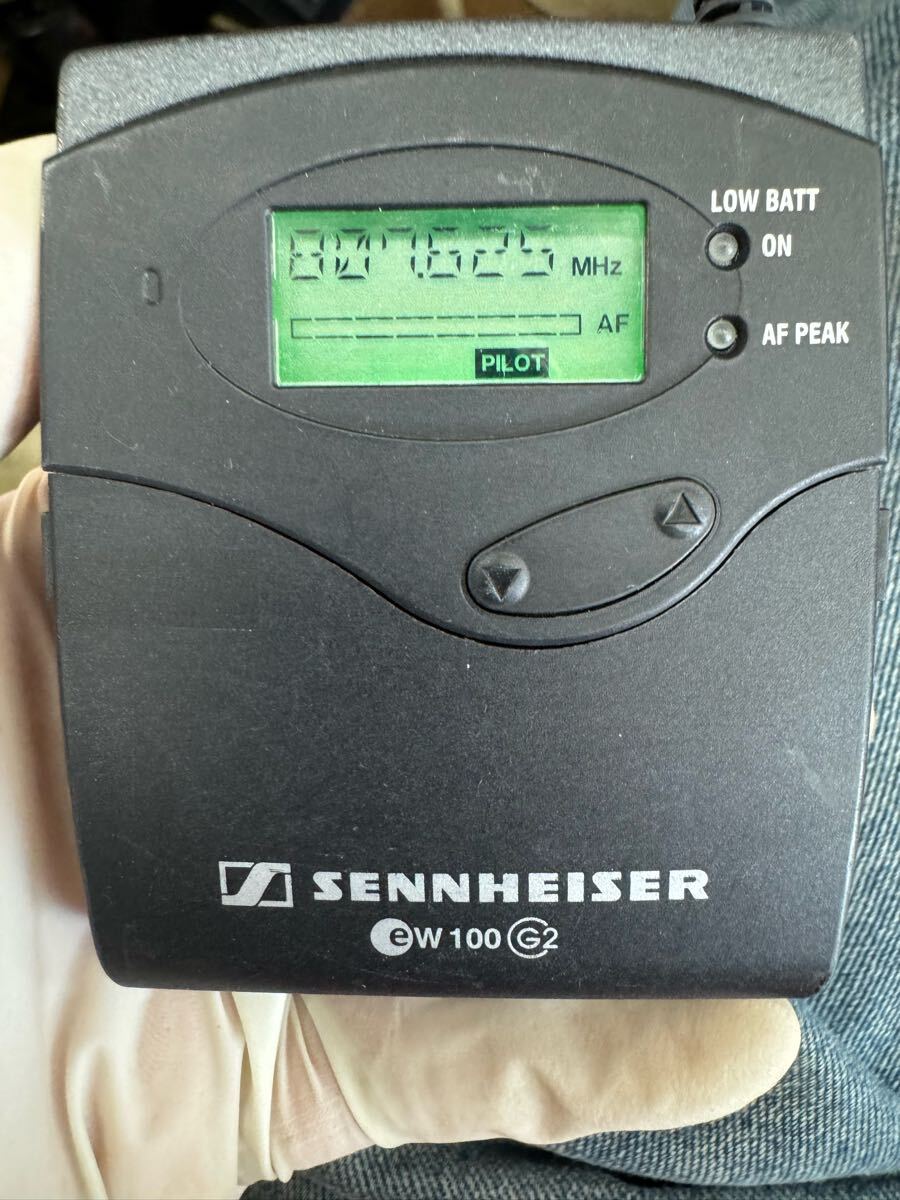 LOW BATT
ON
807.625 MHz
AF
AF PEAK
PILOT
SENNHEISER
ew 100 G2